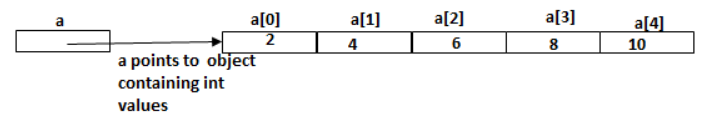 a a[0] a[1] a[2] a[3] a[4]
2 4 6 8 10
a points to object
containing int
values